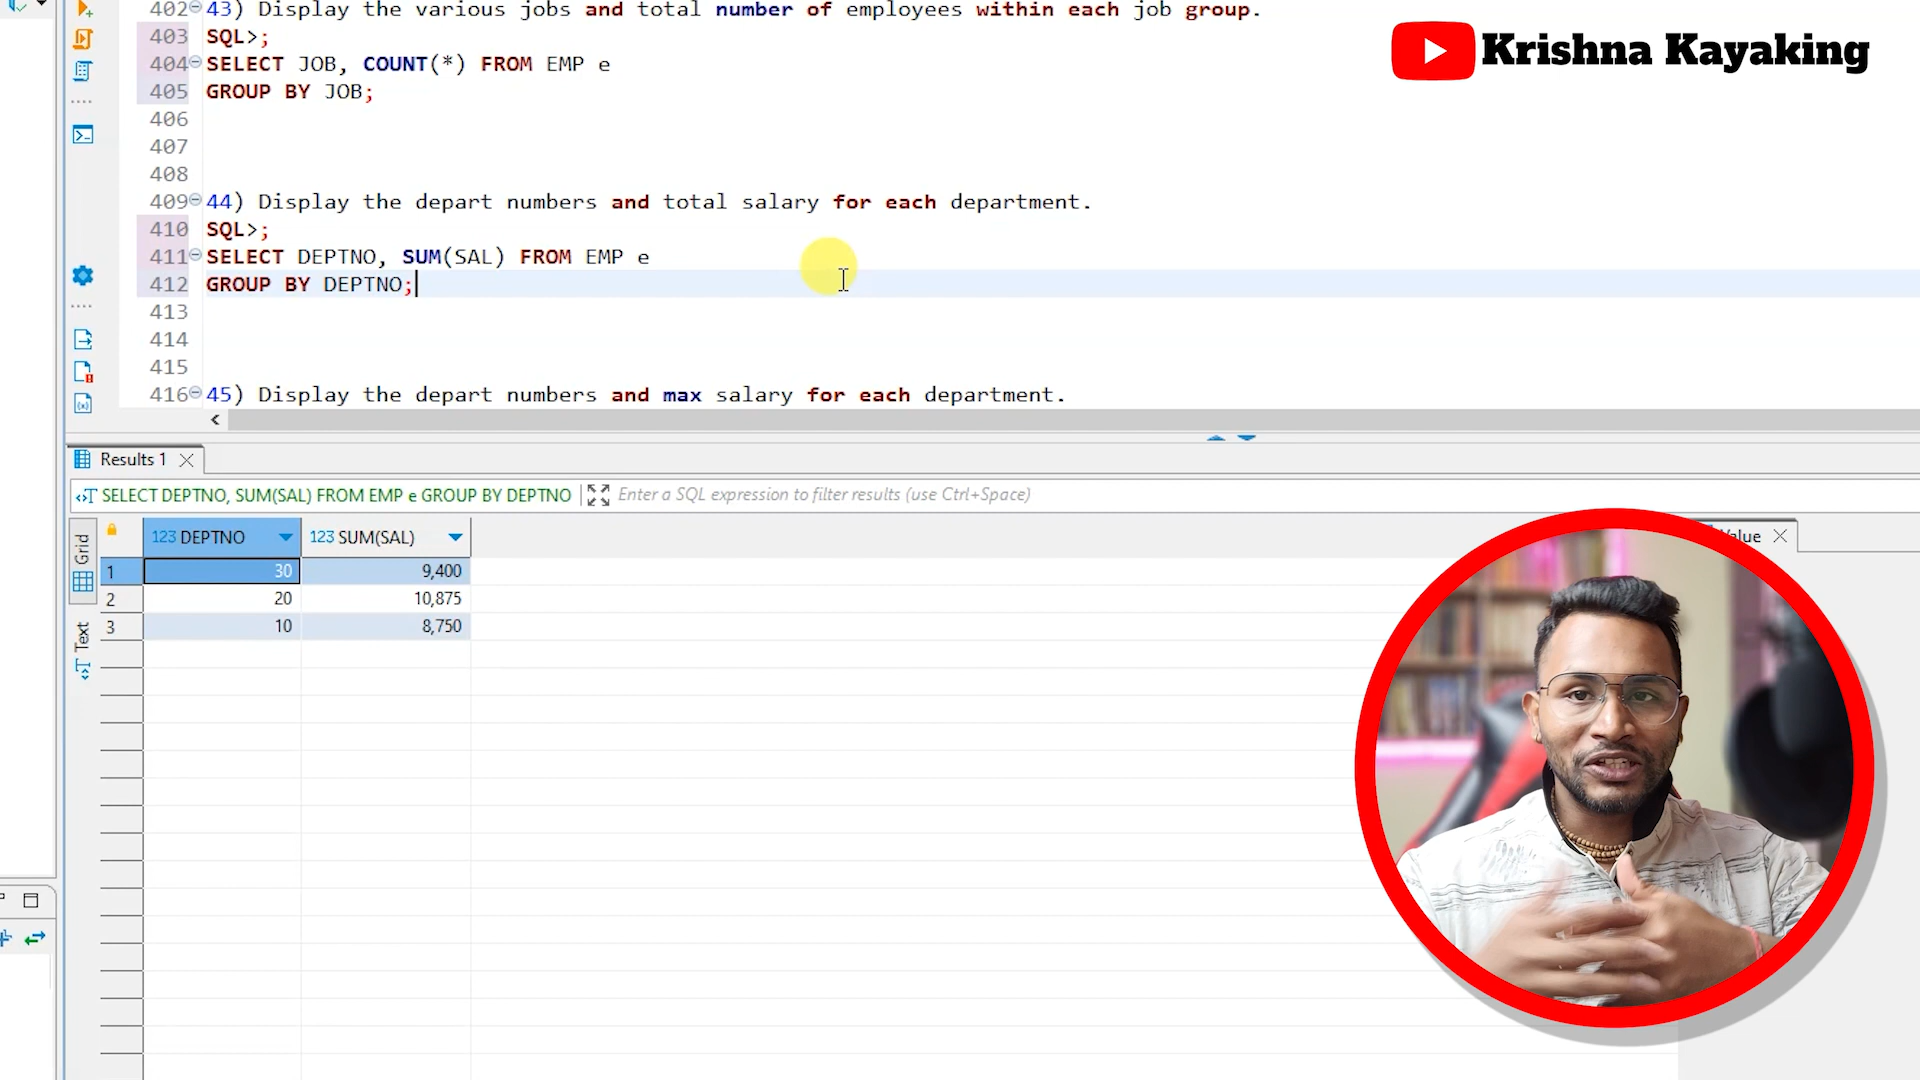 402 43) Display the various jobs and total number of employees within each job group.
403 SQL>;
404 SELECT JOB, COUNT(*) FROM EMP e
405 GROUP BY JOB;
406
407
408
409 44) Display the depart numbers and total salary for each department.
410 SQL>;
411 SELECT DEPTNO, SUM(SAL) FROM EMP e
412 GROUP BY DEPTNO;
413
414
415
416 45) Display the depart numbers and max salary for each department.
Krishna Kayaking
Results 1
SELECT DEPTNO, SUM(SAL) FROM EMP e GROUP BY DEPTNO
Enter a SQL expression to filter results (use Ctrl+Space)
Grid
Text
123 DEPTNO 123 SUM(SAL)
1 30 9,400
2 20 10,875
3 10 8,750